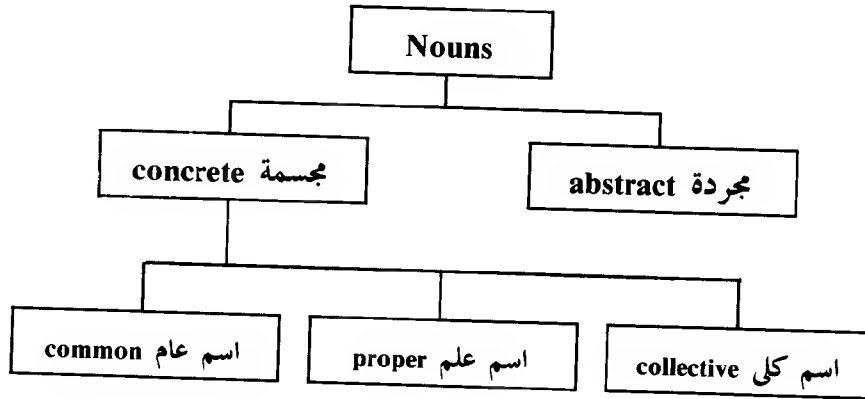 Nouns
concrete مجسمة
abstract مجردة
common اسم عام
proper اسم علم
collective اسم كلى